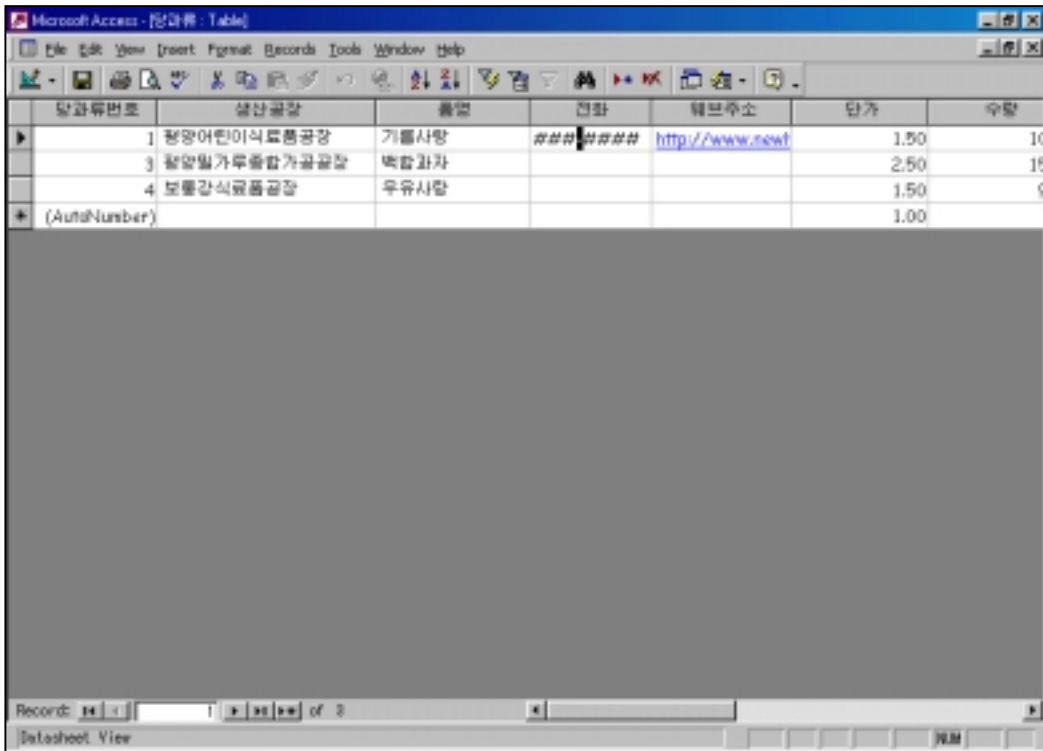 Microsoft Access - [당과류 : Table]
File Edit View Insert Format Records Tools Window Help
당과류번호 생산공장 품명 전화 웨브주소 단가 수량
1 평양어린이식료품공장 기름사탕 ### #### http://www.newh 1.50 10
3 평양밀가루종합가공공장 백합과자 2.50 15
4 보통강식료품공장 우유사탕 1.50 9
(AutoNumber) 1.00
Record: 1 of 3
Datasheet View NUM